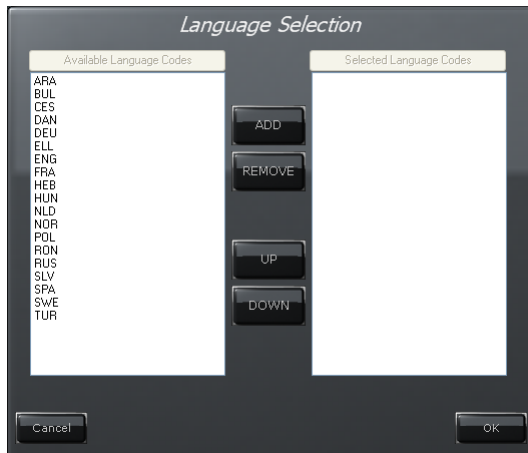 Language Selection
Available Language Codes
Selected Language Codes
ARA
BUL
CES
DAN
DEU
ELL
ENG
FRA
HEB
HUN
NLD
NOR
POL
RON
RUS
SLV
SPA
SWE
TUR
ADD
REMOVE
UP
DOWN
Cancel
OK